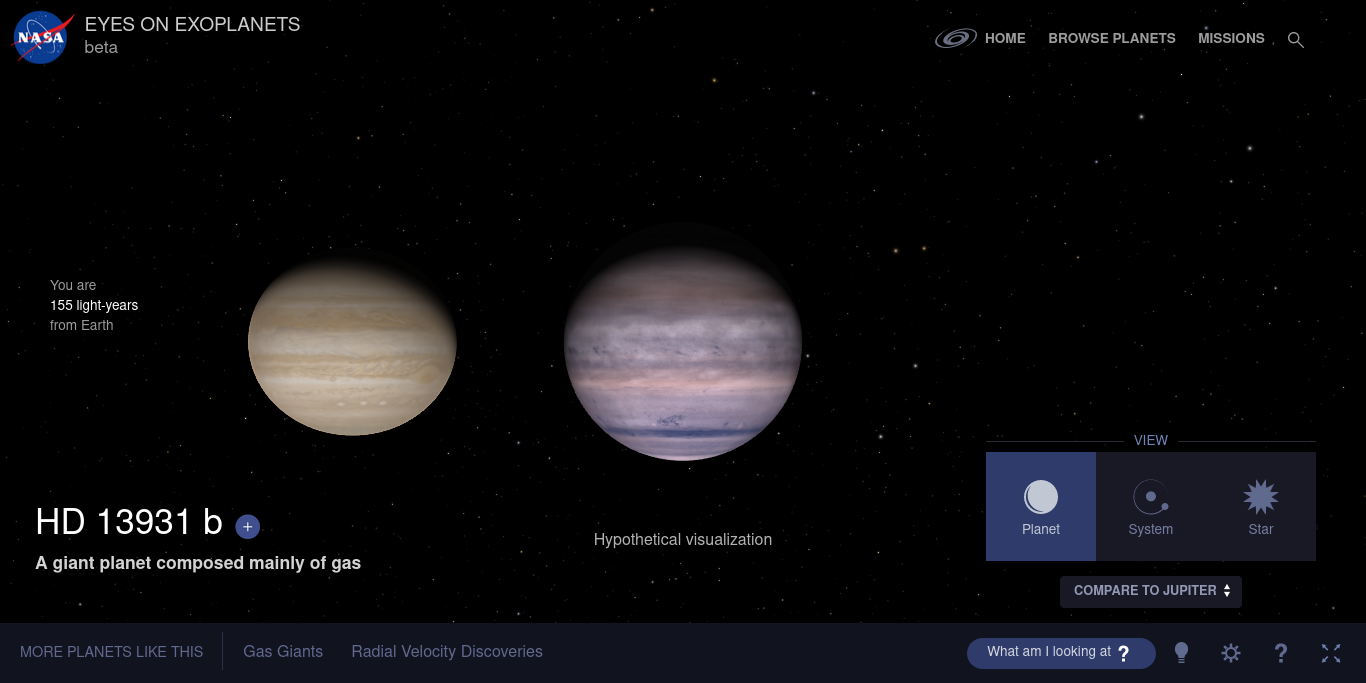 NASA
EYES ON EXOPLANETS
beta
HOME
BROWSE PLANETS
MISSIONS
You are
155 light-years
from Earth
HD 13931 b +
A giant planet composed mainly of gas
Hypothetical visualization
VIEW
Planet
System
Star
COMPARE TO JUPITER
MORE PLANETS LIKE THIS
Gas Giants
Radial Velocity Discoveries
What am I looking at ?
?